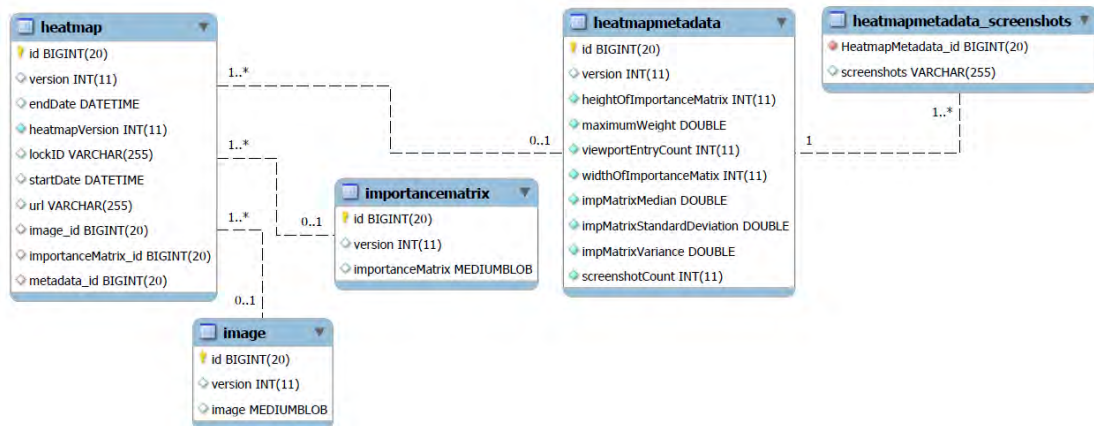 heatmap
id BIGINT(20)
version INT(11)
endDate DATETIME
heatmapVersion INT(11)
lockID VARCHAR(255)
startDate DATETIME
url VARCHAR(255)
image_id BIGINT(20)
importanceMatrix_id BIGINT(20)
metadata_id BIGINT(20)
1..*
0..1
1..*
0..1
1..*
0..1
importancematrix
id BIGINT(20)
version INT(11)
importanceMatrix MEDIUMBLOB
image
id BIGINT(20)
version INT(11)
image MEDIUMBLOB
heatmapmetadata
id BIGINT(20)
version INT(11)
heightOfImportanceMatrix INT(11)
maximumWeight DOUBLE
viewportEntryCount INT(11)
widthOfImportanceMatix INT(11)
impMatrixMedian DOUBLE
impMatrixStandardDeviation DOUBLE
impMatrixVariance DOUBLE
screenshotCount INT(11)
1
1..*
heatmapmetadata_screenshots
HeatmapMetadata_id BIGINT(20)
screenshots VARCHAR(255)